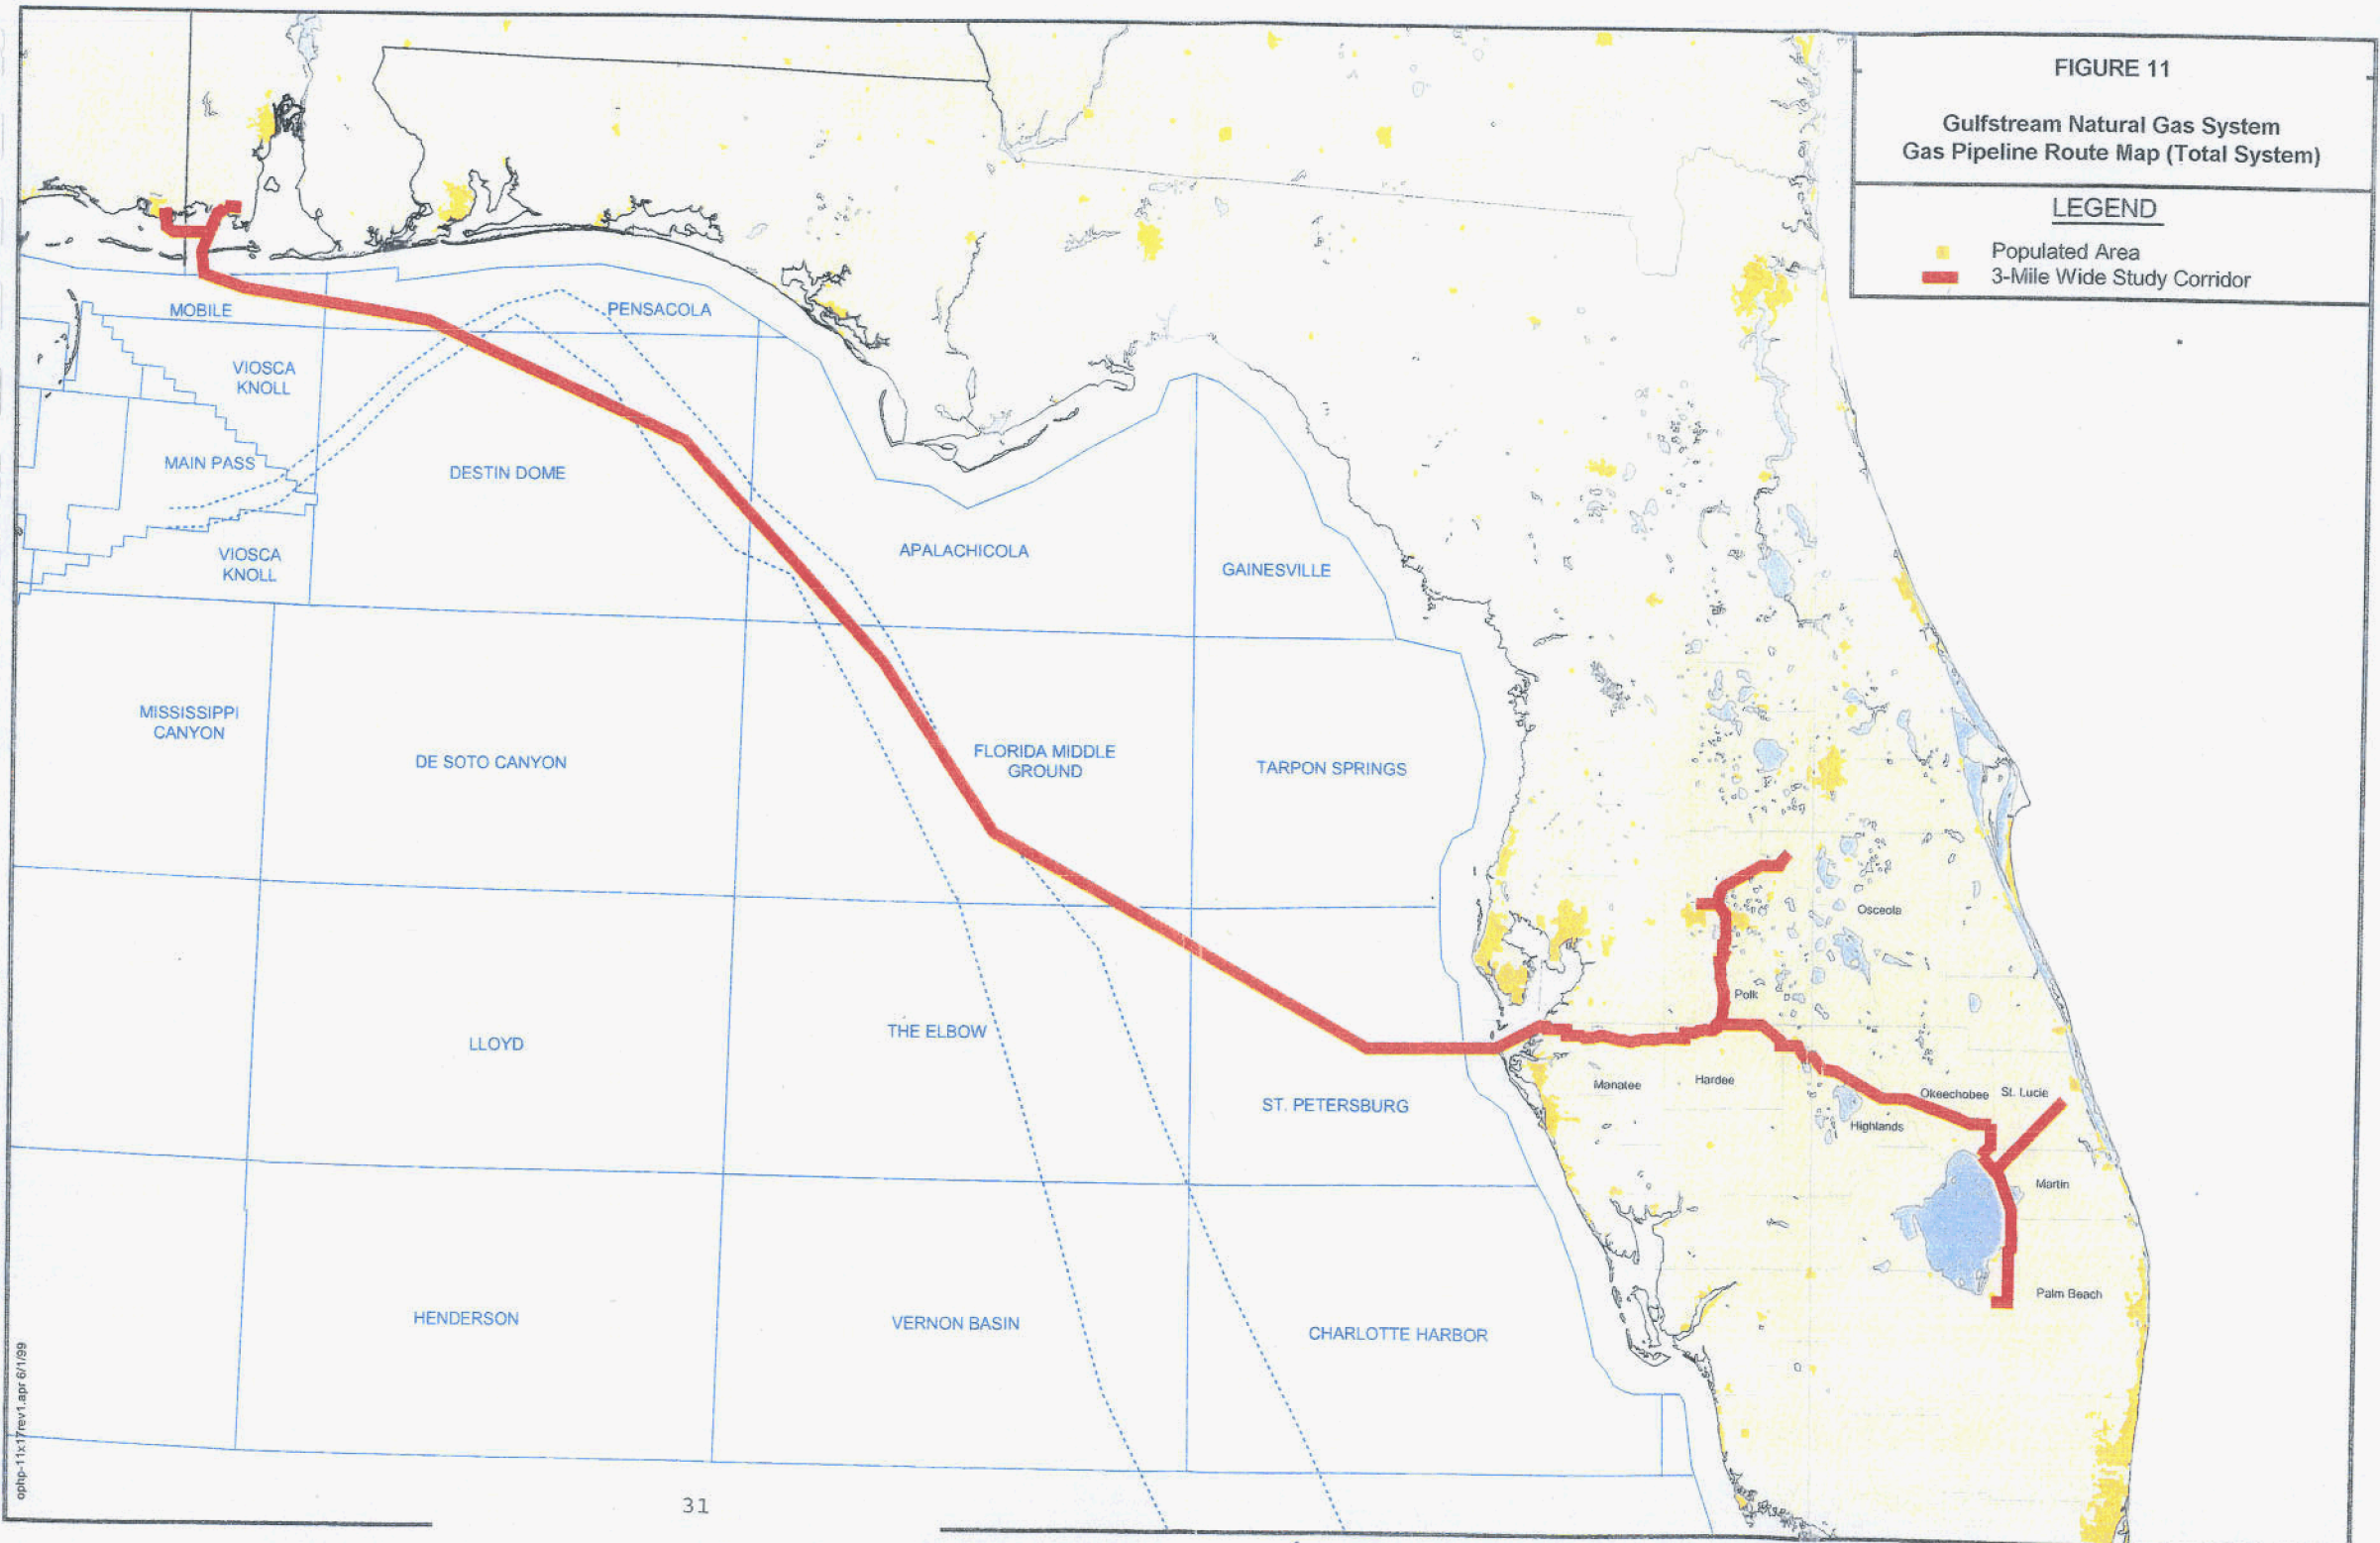 FIGURE 11
Gulfstream Natural Gas System
Gas Pipeline Route Map (Total System)
LEGEND
Populated Area
3-Mile Wide Study Corridor
MOBILE
PENSACOLA
VIOSCA
KNOLL
MAIN PASS
DESTIN DOME
VIOSCA
KNOLL
APALACHICOLA
GAINESVILLE
MISSISSIPPI
CANYON
DE SOTO CANYON
FLORIDA MIDDLE
GROUND
TARPON SPRINGS
Osceola
Polk
LLOYD
THE ELBOW
ST. PETERSBURG
Manatee
Hardee
Okeechobee
St. Lucie
Highlands
Martin
Palm Beach
HENDERSON
VERNON BASIN
CHARLOTTE HARBOR
ophp-11x17rev1.apr 6/1/99
31